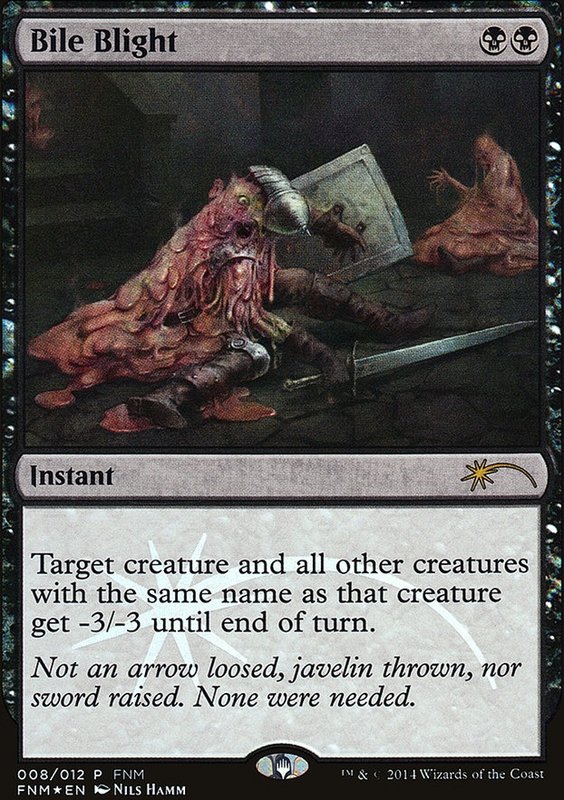 Bile Blight
Instant
Target creature and all other creatures
with the same name as that creature
get -3/-3 until end of turn.
Not an arrow loosed, javelin thrown, nor
sword raised. None were needed.
008/012 P FNM
FNM★EN Nils Hamm
™ & © 2014 Wizards of the Coast